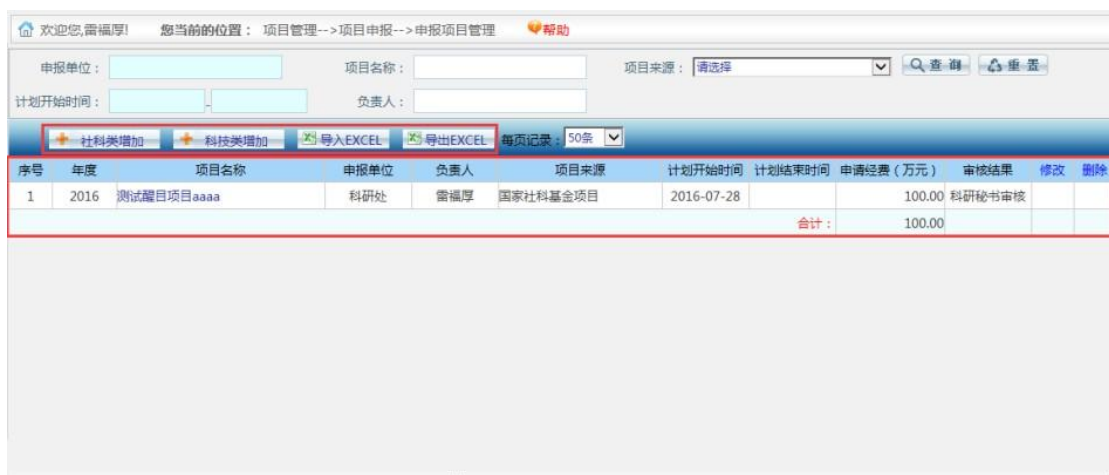 欢迎您,雷福厚! 您当前的位置： 项目管理-->项目申报-->申报项目管理 帮助
申报单位： 项目名称： 项目来源： 请选择 查 询 重 置
计划开始时间： - 负责人：
社科类增加 科技类增加 导入EXCEL 导出EXCEL 每页记录： 50条
序号 年度 项目名称 申报单位 负责人 项目来源 计划开始时间 计划结束时间 申请经费（万元） 审核结果 修改 删除
1 2016 测试醒目项目aaaa 科研处 雷福厚 国家社科基金项目 2016-07-28 100.00 科研秘书审核
合计： 100.00